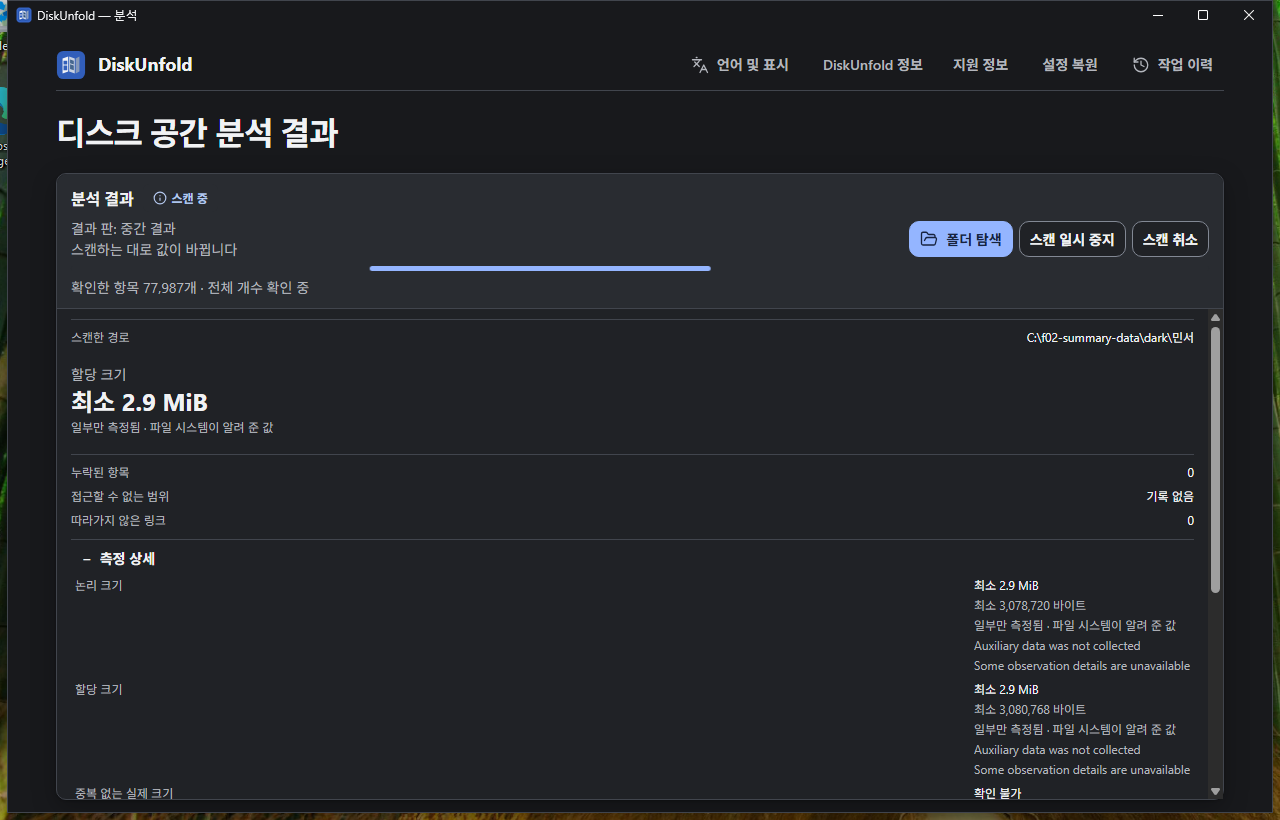 DiskUnfold — 분석
DiskUnfold
언어 및 표시
DiskUnfold 정보
지원 정보
설정 복원
작업 이력
디스크 공간 분석 결과
분석 결과
스캔 중
결과 판: 중간 결과
스캔하는 대로 값이 바뀝니다
폴더 탐색
스캔 일시 중지
스캔 취소
확인한 항목 77,987개 · 전체 개수 확인 중
스캔한 경로
C:\f02-summary-data\dark\민서
할당 크기
최소 2.9 MiB
일부만 측정됨 · 파일 시스템이 알려 준 값
누락된 항목
0
접근할 수 없는 범위
기록 없음
따라가지 않은 링크
0
– 측정 상세
논리 크기
최소 2.9 MiB
최소 3,078,720 바이트
일부만 측정됨 · 파일 시스템이 알려 준 값
Auxiliary data was not collected
Some observation details are unavailable
할당 크기
최소 2.9 MiB
최소 3,080,768 바이트
일부만 측정됨 · 파일 시스템이 알려 준 값
Auxiliary data was not collected
Some observation details are unavailable
중복 없는 실제 크기
확인 불가